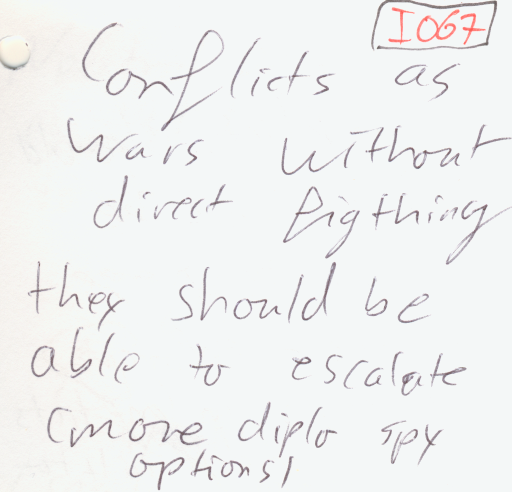 I067
Conflicts as
wars without
direct figthing
they should be
able to escalate
(more diplo spy
options)